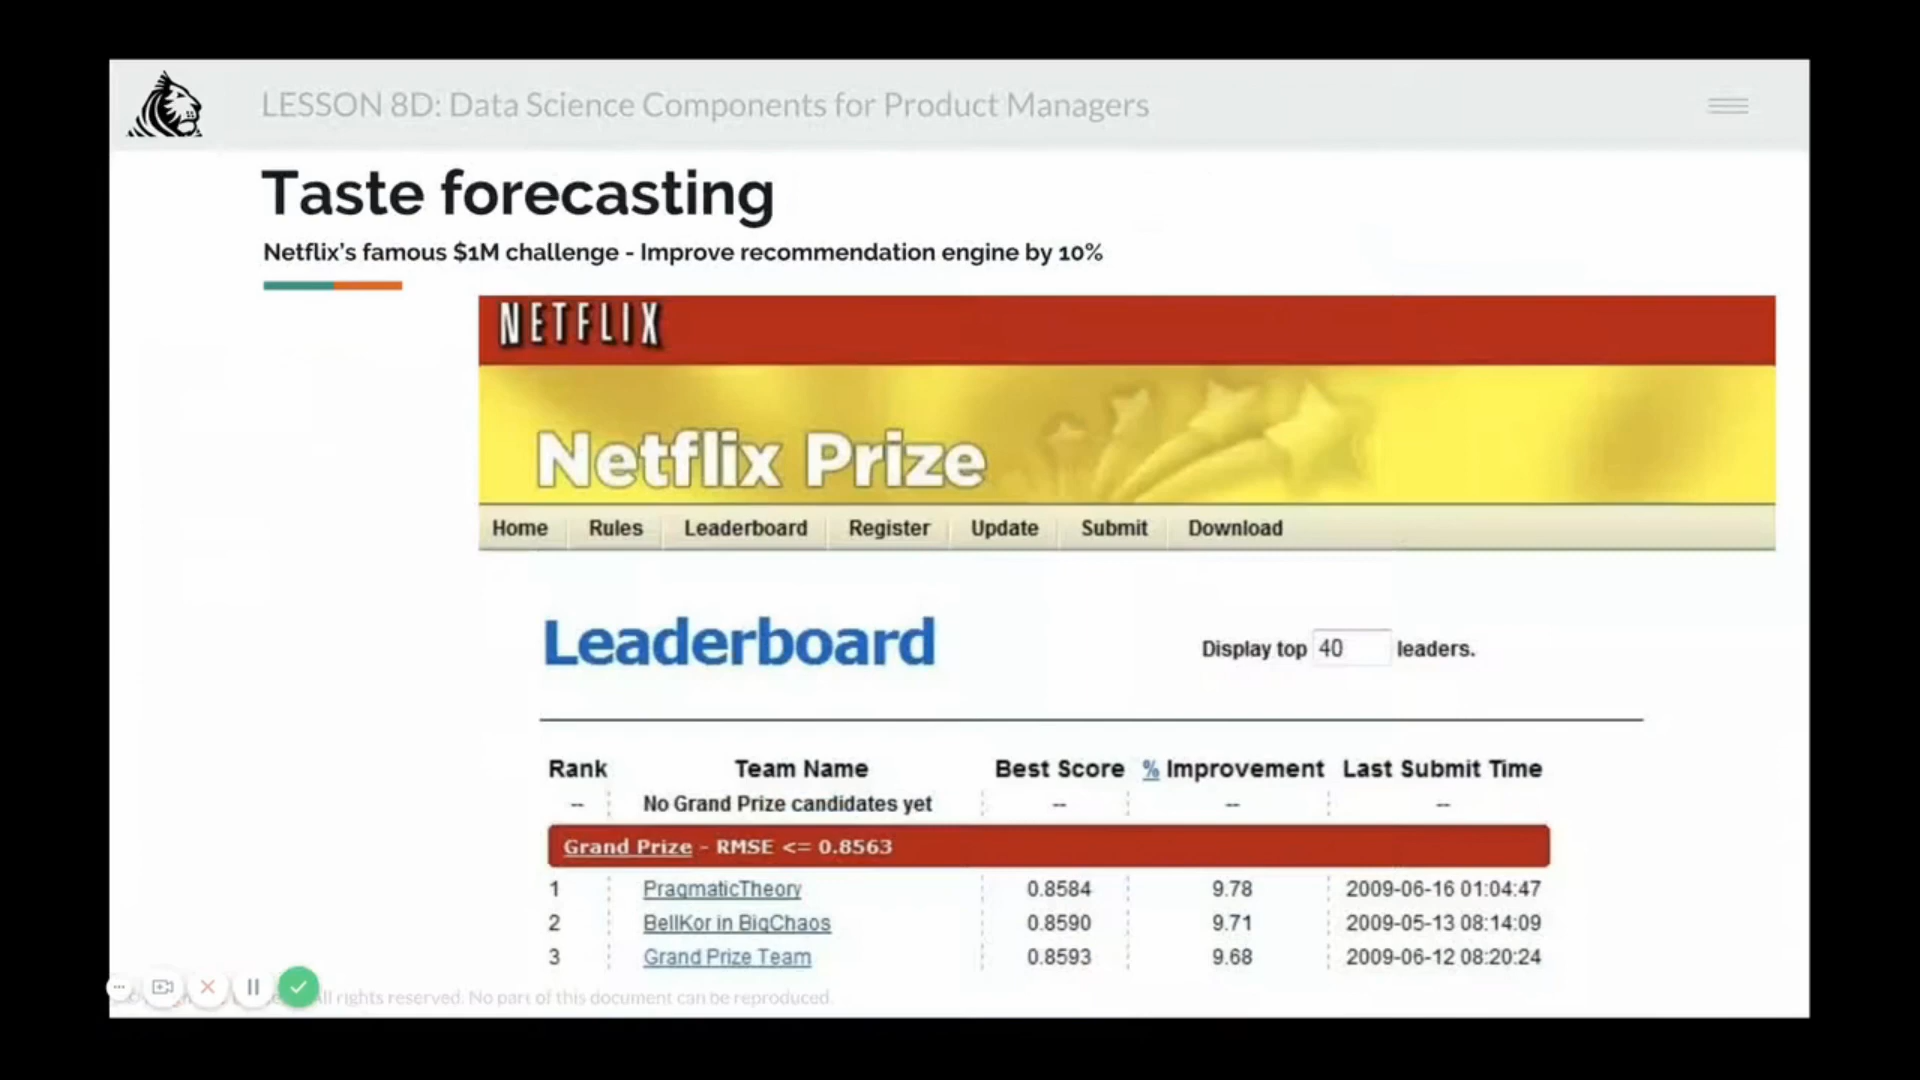 LESSON 8D: Data Science Components for Product Managers
Taste forecasting
Netflix's famous $1M challenge - Improve recommendation engine by 10%
NETFLIX
Netflix Prize
Home Rules Leaderboard Register Update Submit Download
Leaderboard
Display top 40 leaders.
Rank Team Name Best Score % Improvement Last Submit Time
-- No Grand Prize candidates yet -- -- --
Grand Prize - RMSE <= 0.8563
1 PragmaticTheory 0.8584 9.78 2009-06-16 01:04:47
2 BellKor in BigChaos 0.8590 9.71 2009-05-13 08:14:09
3 Grand Prize Team 0.8593 9.68 2009-06-12 08:20:24
rights reserved. No part of this document can be reproduced.